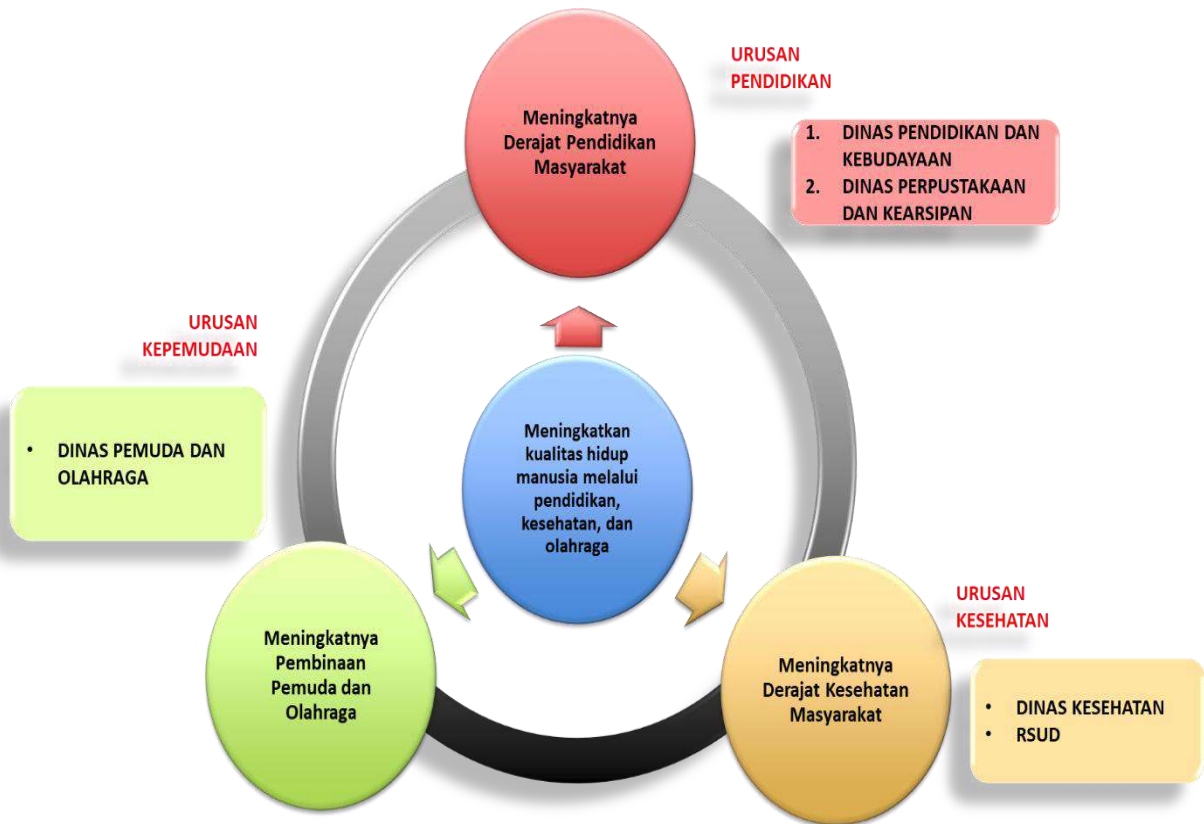 URUSAN
PENDIDIKAN
Meningkatnya
Derajat Pendidikan
Masyarakat
1. DINAS PENDIDIKAN DAN
KEBUDAYAAN
2. DINAS PERPUSTAKAAN
DAN KEARSIPAN
URUSAN
KEPEMUDAAN
• DINAS PEMUDA DAN
OLAHRAGA
Meningkatkan
kualitas hidup
manusia melalui
pendidikan,
kesehatan, dan
olahraga
Meningkatnya
Pembinaan
Pemuda dan
Olahraga
URUSAN
KESEHATAN
Meningkatnya
Derajat Kesehatan
Masyarakat
• DINAS KESEHATAN
• RSUD